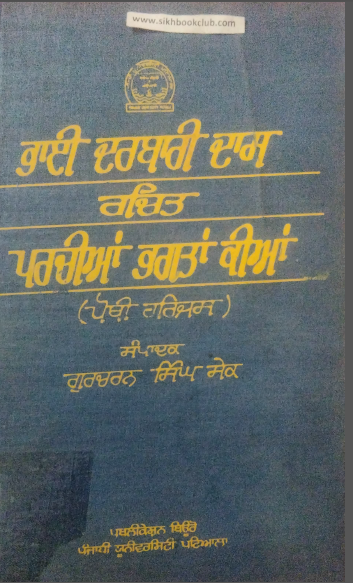 www.sikhbookclub.com
ਭਾਈ ਦਰਬਾਰੀ ਦਾਸ
ਰਚਿਤ
ਪਰਚੀਆਂ ਭਗਤਾਂ ਕੀਆਂ
(ਪੋਥੀ ਹਰਿਜਸ)
ਸੰਪਾਦਕ
ਗੁਰਚਰਨ ਸਿੰਘ ਸੇਕ
ਪਬਲੀਕੇਸ਼ਨ ਬਿਊਰੋ
ਪੰਜਾਬੀ ਯੂਨੀਵਰਸਿਟੀ ਪਟਿਆਲਾ